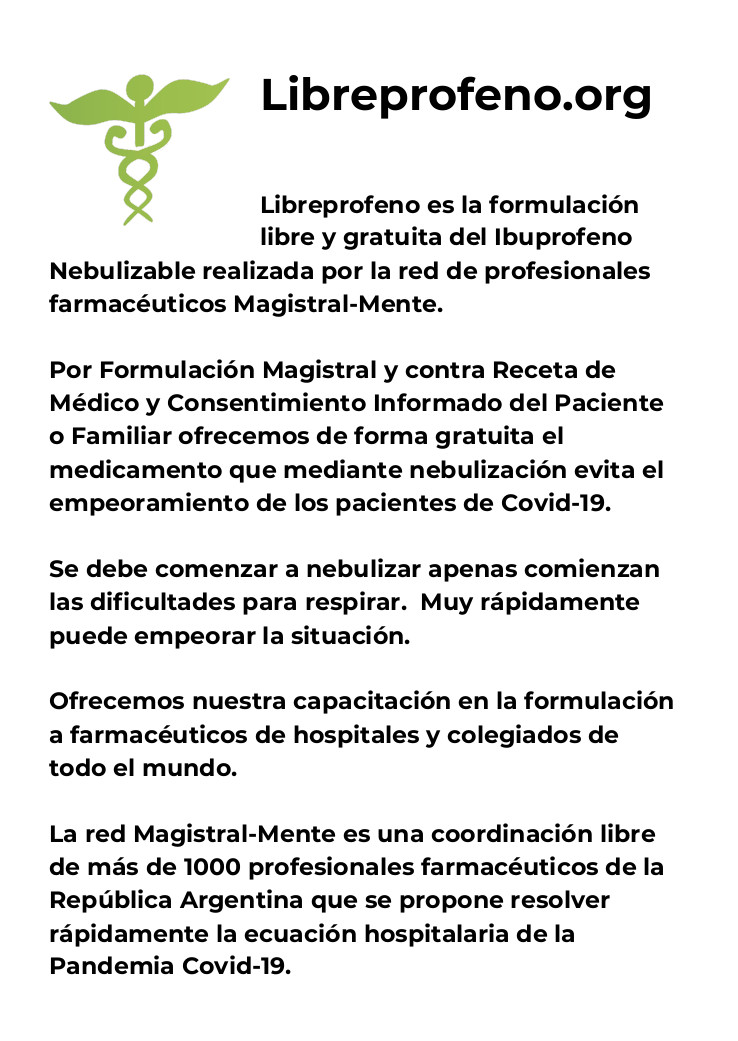 Libreprofeno.org
Libreprofeno es la formulación
libre y gratuita del Ibuprofeno
Nebulizable realizada por la red de profesionales
farmacéuticos Magistral-Mente.
Por Formulación Magistral y contra Receta de
Médico y Consentimiento Informado del Paciente
o Familiar ofrecemos de forma gratuita el
medicamento que mediante nebulización evita el
empeoramiento de los pacientes de Covid-19.
Se debe comenzar a nebulizar apenas comienzan
las dificultades para respirar.  Muy rápidamente
puede empeorar la situación.
Ofrecemos nuestra capacitación en la formulación
a farmacéuticos de hospitales y colegiados de
todo el mundo.
La red Magistral-Mente es una coordinación libre
de más de 1000 profesionales farmacéuticos de la
República Argentina que se propone resolver
rápidamente la ecuación hospitalaria de la
Pandemia Covid-19.